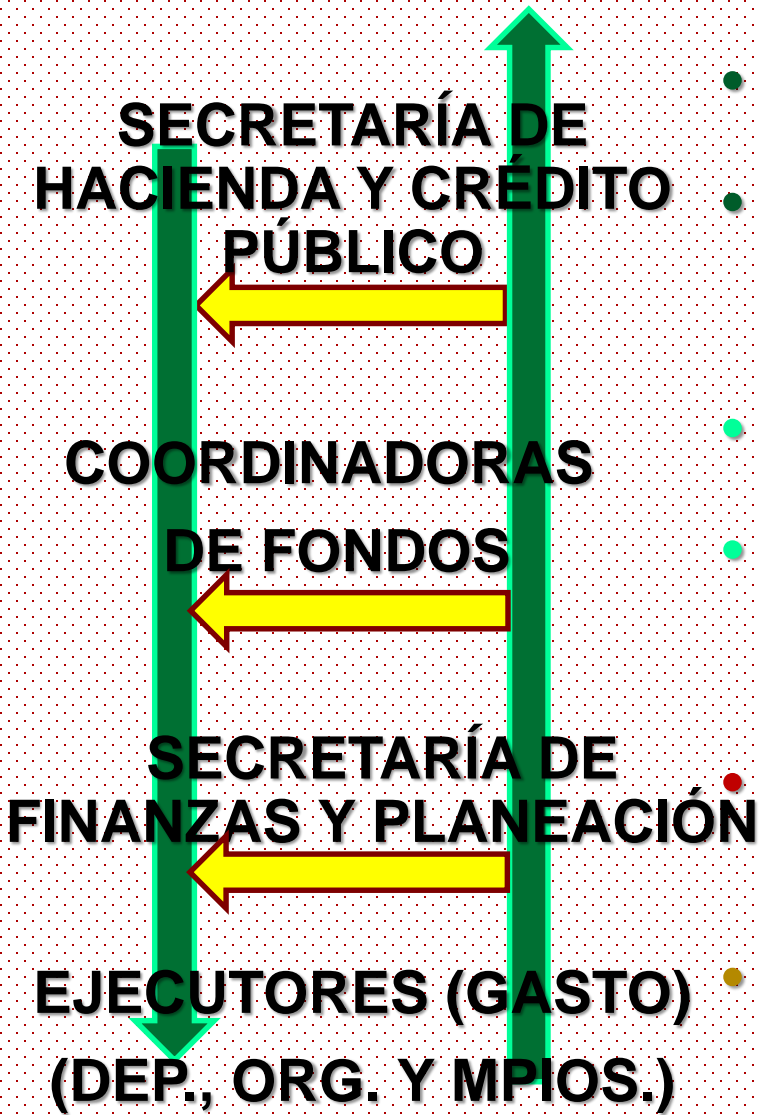 SECRETARÍA DE
HACIENDA Y CRÉDITO
PÚBLICO
COORDINADORAS
DE FONDOS
SECRETARÍA DE
FINANZAS Y PLANEACIÓN
EJECUTORES (GASTO)
(DEP., ORG. Y MPIOS.)